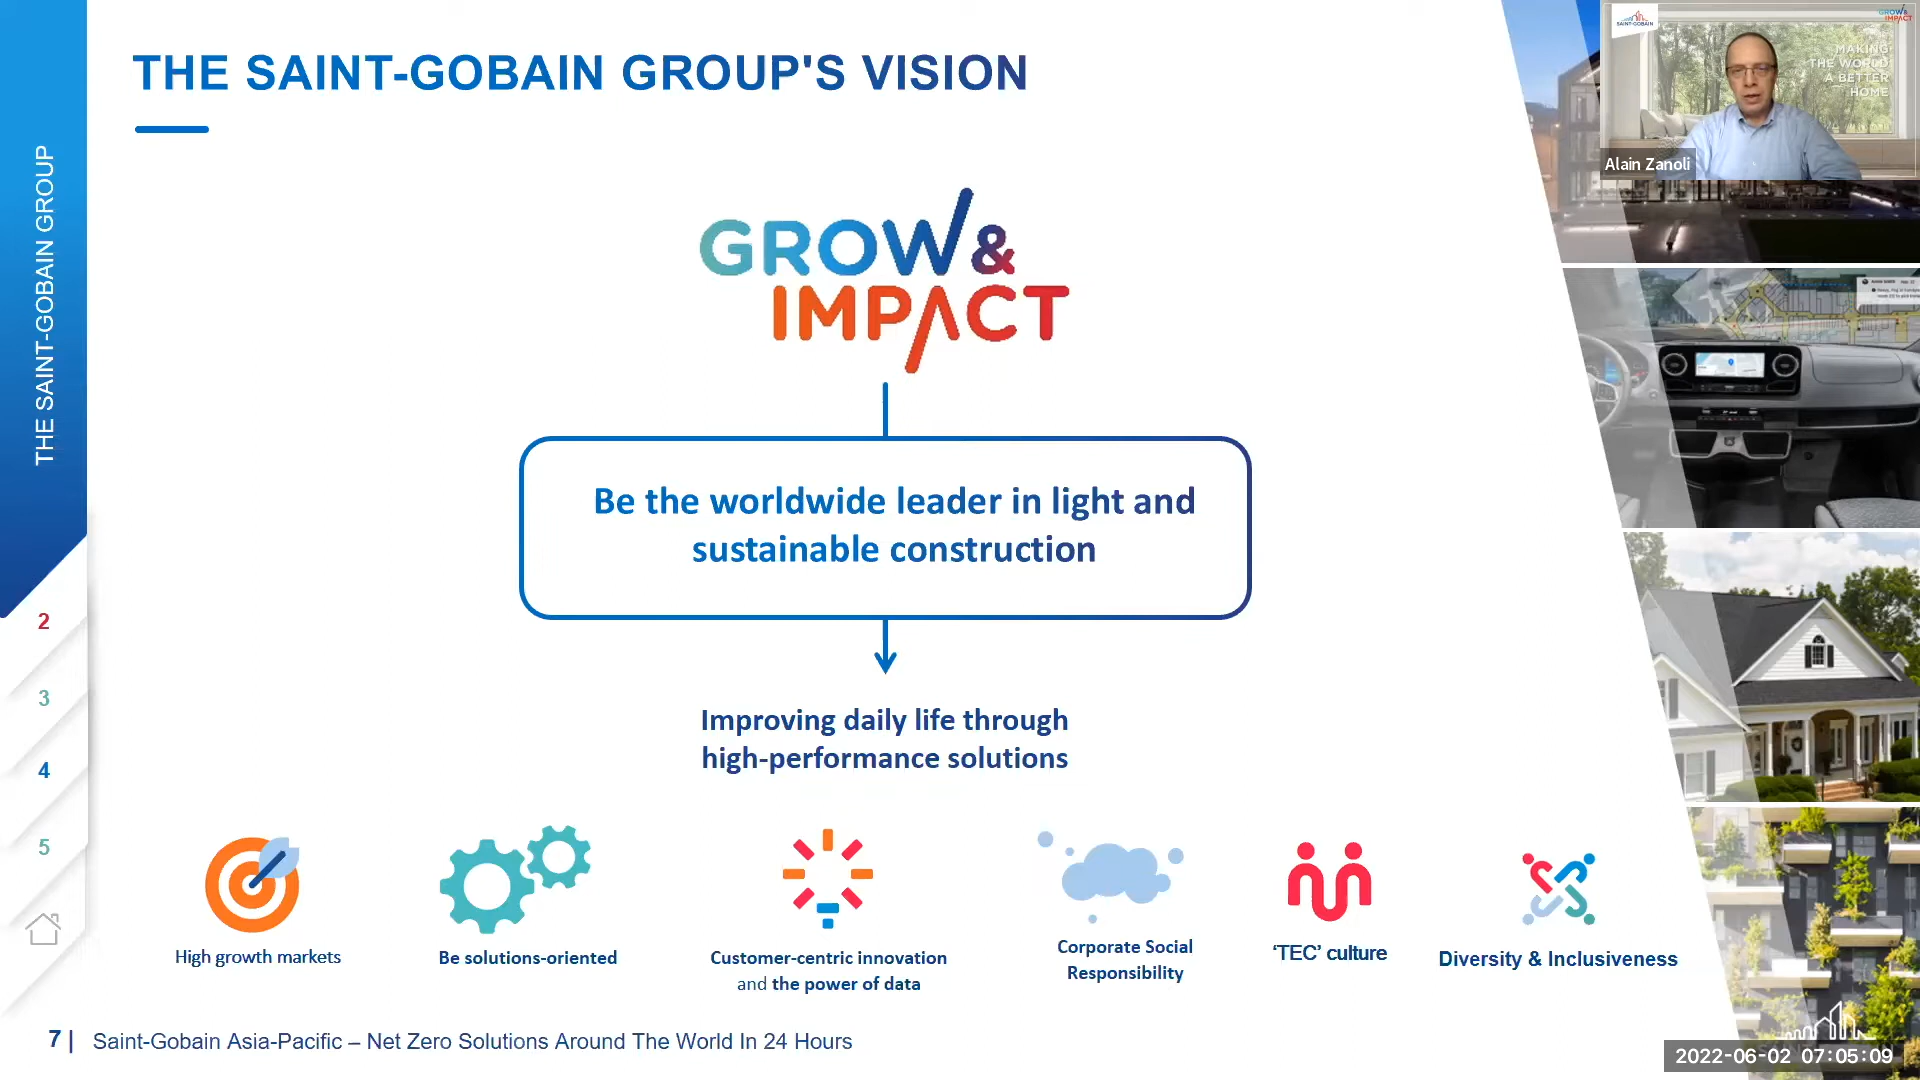 THE SAINT-GOBAIN GROUP'S VISION
THE SAINT-GOBAIN GROUP
GROW &
IMPACT
Be the worldwide leader in light and
sustainable construction
Improving daily life through
high-performance solutions
High growth markets
Be solutions-oriented
Customer-centric innovation
and the power of data
Corporate Social
Responsibility
‘TEC’ culture
Diversity & Inclusiveness
2
3
4
5
7 | Saint-Gobain Asia-Pacific – Net Zero Solutions Around The World In 24 Hours
SAINT-GOBAIN
GROW &
IMPACT
MAKING
THE WORLD
A BETTER
HOME
Alain Zanoli
2022-06-02 07:05:09